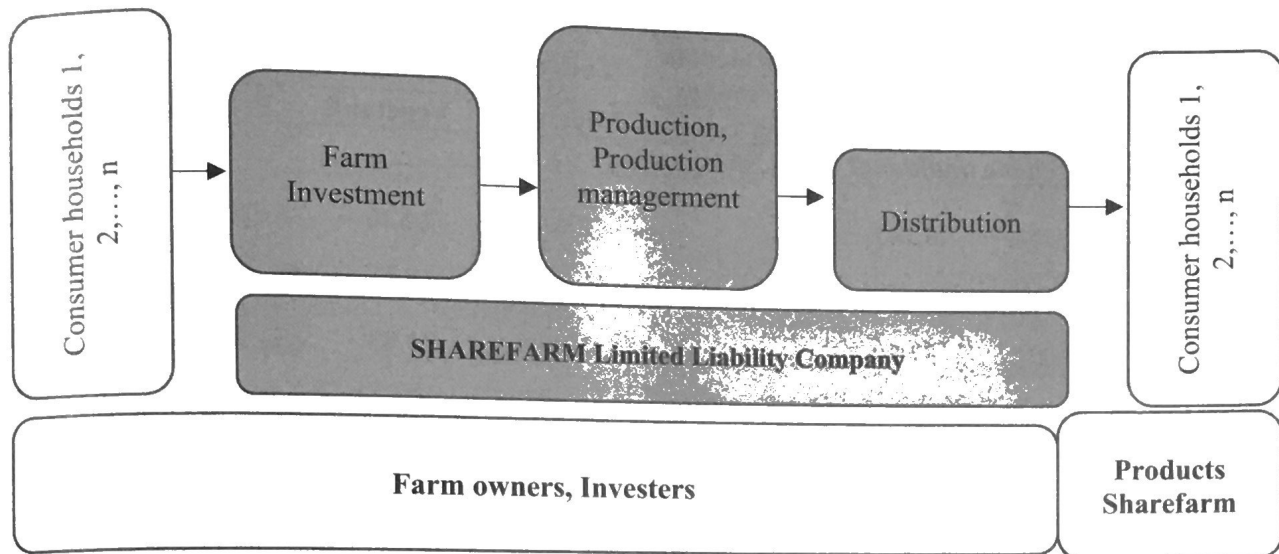 Consumer households 1,
2,…, n
Farm
Investment
Production,
Production
managerment
Distribution
Consumer households 1,
2,…, n
SHAREFARM Limited Liability Company
Farm owners, Investers
Products
Sharefarm